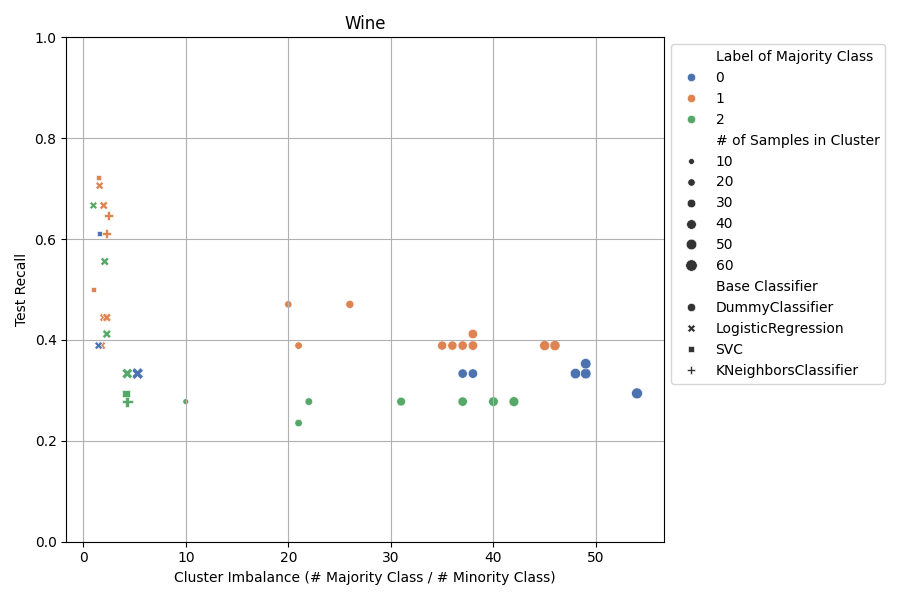 Wine
1.0
0.8
0.6
0.4
0.2
0.0
Test Recall
0 10 20 30 40 50
Cluster Imbalance (# Majority Class / # Minority Class)
Label of Majority Class
0
1
2
# of Samples in Cluster
10
20
30
40
50
60
Base Classifier
DummyClassifier
LogisticRegression
SVC
KNeighborsClassifier